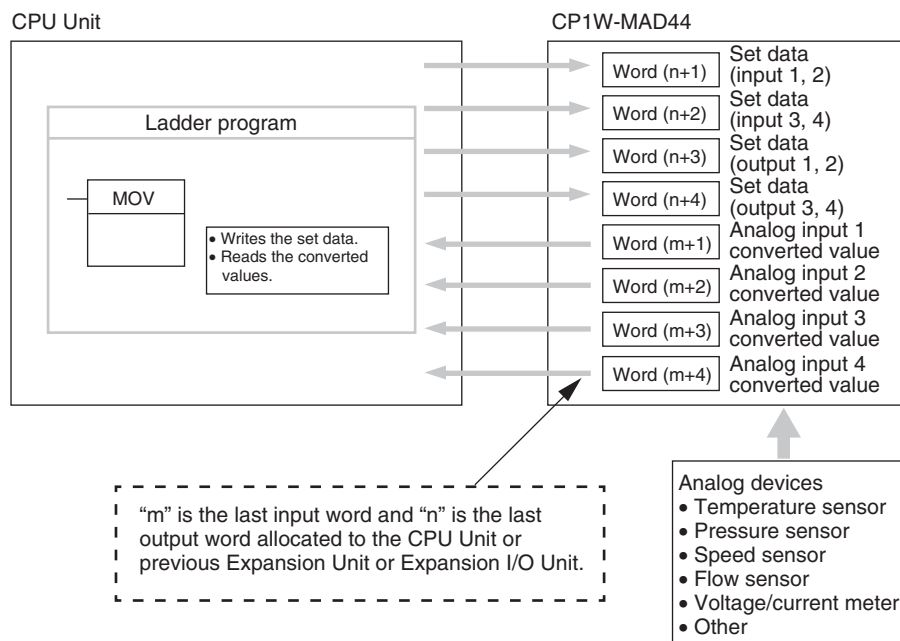 CPU Unit
CP1W-MAD44
Ladder program
MOV
• Writes the set data.
• Reads the converted
values.
Word (n+1)
Set data
(input 1, 2)
Word (n+2)
Set data
(input 3, 4)
Word (n+3)
Set data
(output 1, 2)
Word (n+4)
Set data
(output 3, 4)
Word (m+1)
Analog input 1
converted value
Word (m+2)
Analog input 2
converted value
Word (m+3)
Analog input 3
converted value
Word (m+4)
Analog input 4
converted value
“m” is the last input word and “n” is the last
output word allocated to the CPU Unit or
previous Expansion Unit or Expansion I/O Unit.
Analog devices
• Temperature sensor
• Pressure sensor
• Speed sensor
• Flow sensor
• Voltage/current meter
• Other